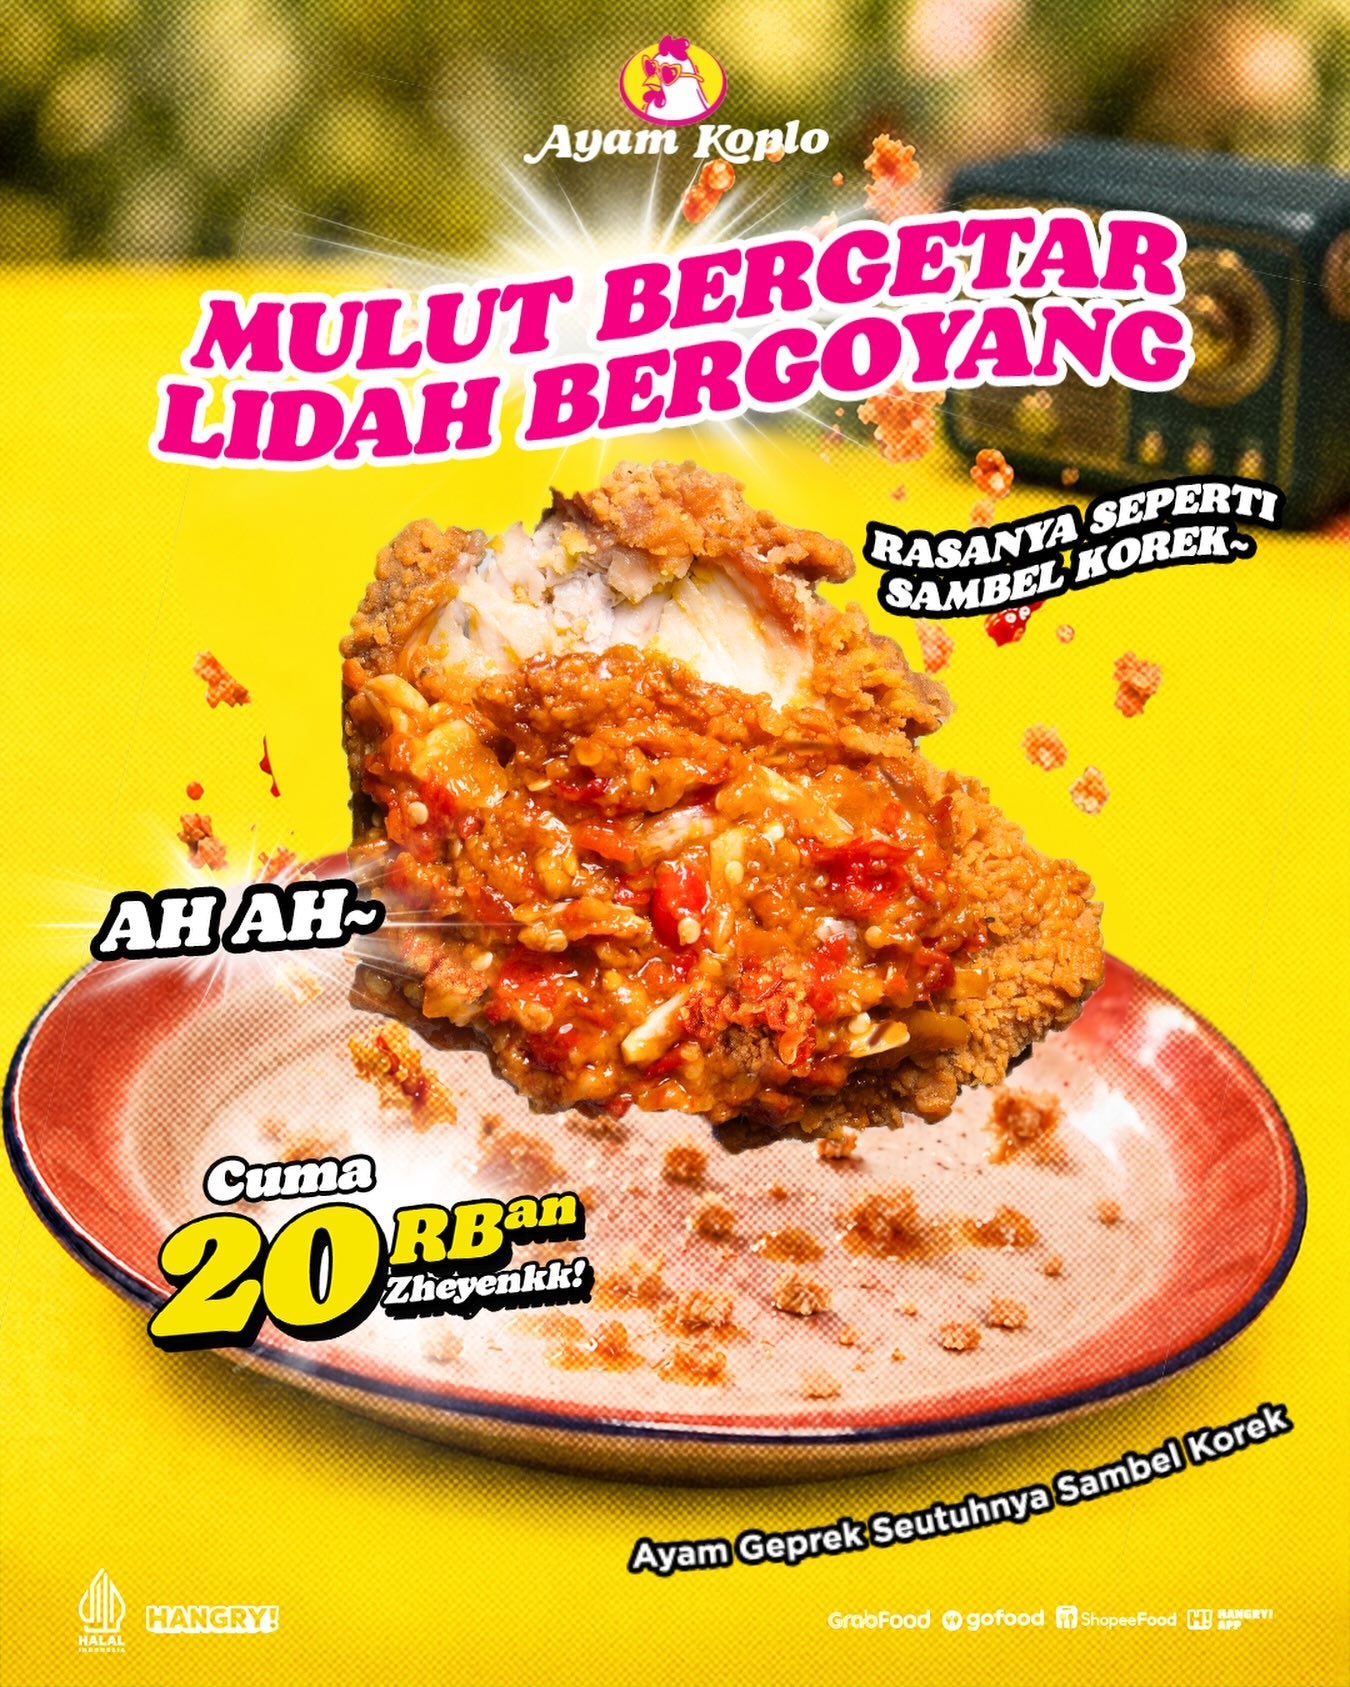 Ayam Koplo
MULUT BERGETAR
LIDAH BERGOYANG
RASANYA SEPERTI
SAMBEL KOREK~
AH AH~
Cuma
20 RBan
Zheyenkk!
Ayam Geprek Seutuhnya Sambel Korek
HALAL
INDONESIA
HANGRY!
GrabFood
gofood
ShopeeFood
H! HANGRY!
APP